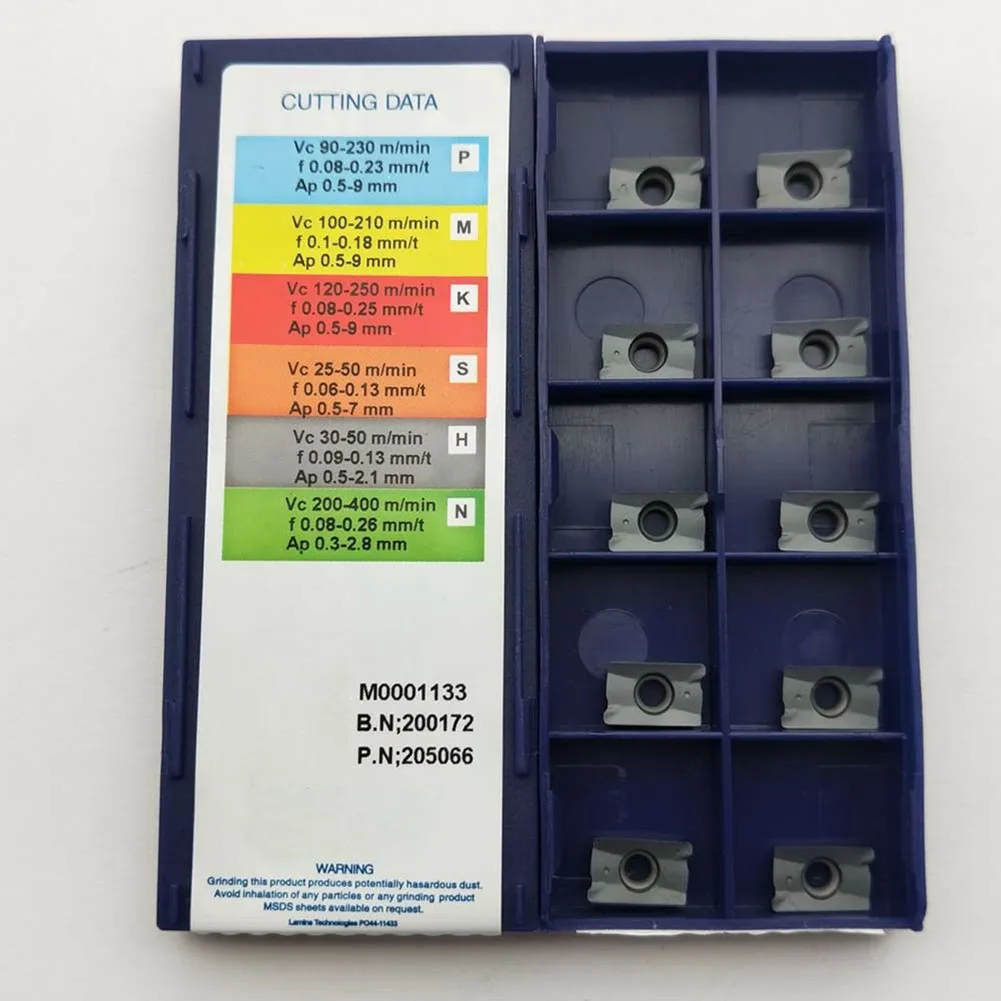 CUTTING DATA
Vc 90-230 m/min
f 0.08-0.23 mm/t
Ap 0.5-9 mm
P
Vc 100-210 m/min
f 0.1-0.18 mm/t
Ap 0.5-9 mm
M
Vc 120-250 m/min
f 0.08-0.25 m/t
Ap 0.5-9 mm
K
Vc 25-50 m/min
f 0.06-0.13 mm/t
Ap 0.5-7 mm
S
Vc 30-50 m/min
f 0.09-0.13 mm/t
Ap 0.5-2.1 mm
H
Vc 200-400 m/min
f 0.08-0.26 mm/t
Ap 0.3-2.8 mm
N
M0001133
B.N;200172
P.N;205066
WARNING
Grinding this product produces potentially hazardous dust.
Avoid inhalation of any particles or any grinding product
MSDS sheets available on request.
Lamina Technologies PO44-11433